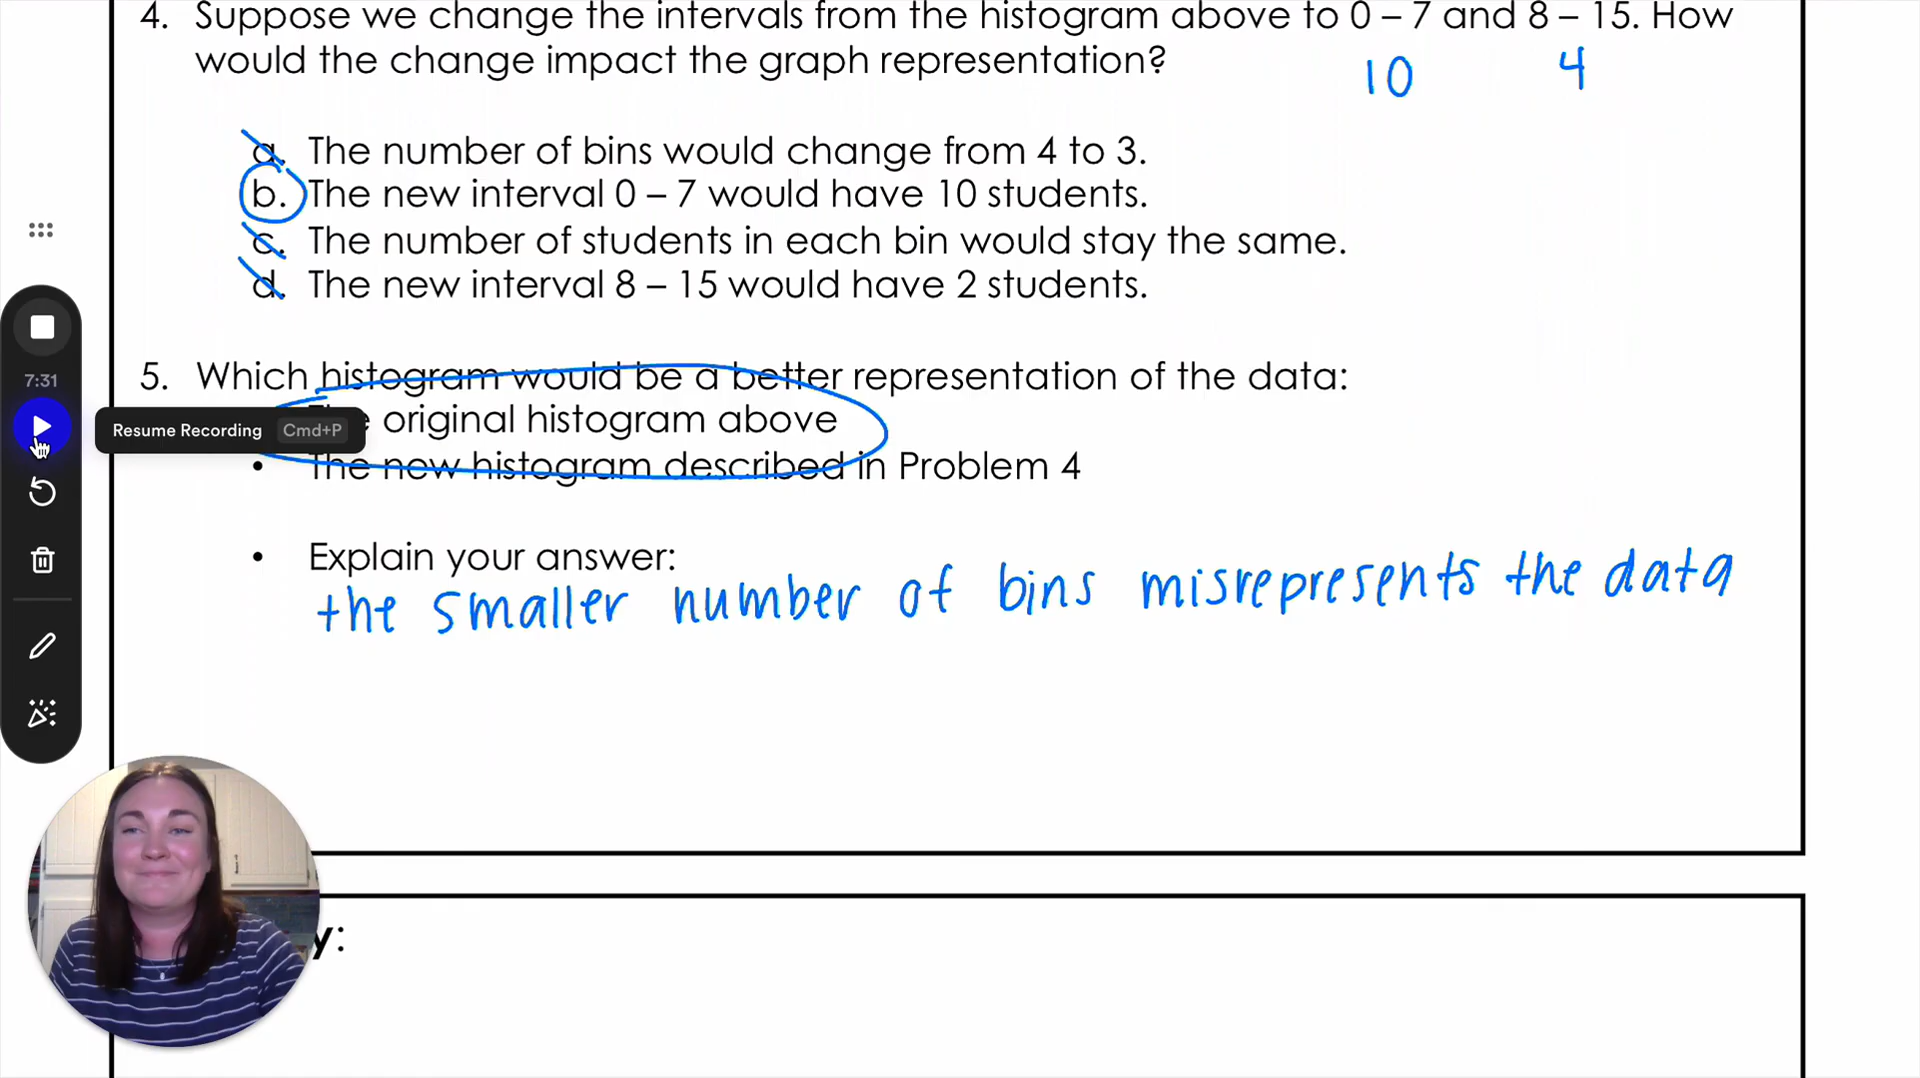 4. Suppose we change the intervals from the histogram above to 0 – 7 and 8 – 15. How
would the change impact the graph representation?
10 4
a. The number of bins would change from 4 to 3.
b. The new interval 0 – 7 would have 10 students.
c. The number of students in each bin would stay the same.
d. The new interval 8 – 15 would have 2 students.
5. Which histogram would be a better representation of the data:
original histogram above
• The new histogram described in Problem 4
• Explain your answer:
the smaller number of bins misrepresents the data
7:31
Resume Recording Cmd+P
y: